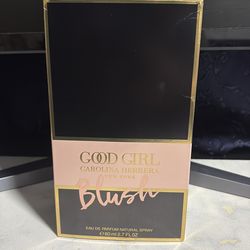 GOOD GIRL
CAROLINA HERRERA
NEW YORK
Blush
EAU DE PARFUM NATURAL SPRAY
℮ 80 ml 2.7 FL OZ